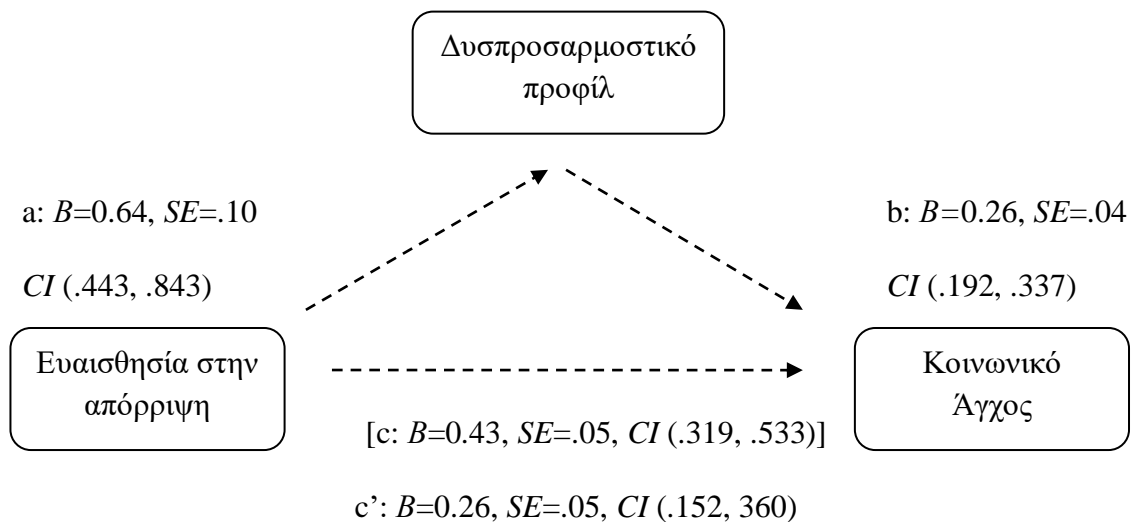 Δυσπροσαρμοστικό
προφίλ
a: B=0.64, SE=.10
CI (.443, .843)
b: B=0.26, SE=.04
CI (.192, .337)
Ευαισθησία στην
απόρριψη
Κοινωνικό
Άγχος
[c: B=0.43, SE=.05, CI (.319, .533)]
c’: B=0.26, SE=.05, CI (.152, 360)